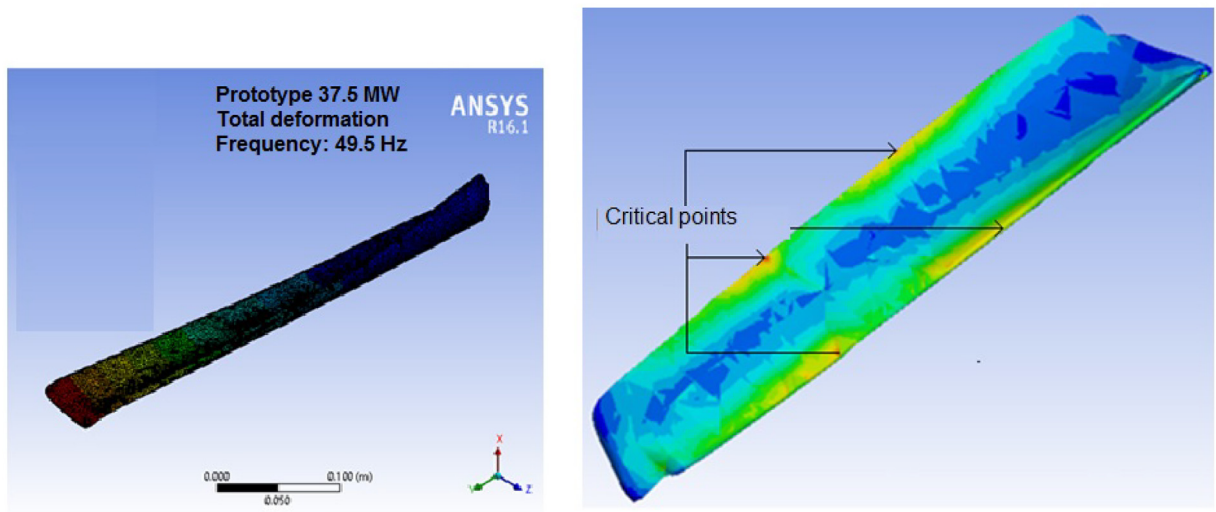 Prototype 37.5 MW
Total deformation
Frequency: 49.5 Hz
ANSYS
R16.1
Critical points
X
Y
Z
0.000
0.100 (m)
0.050